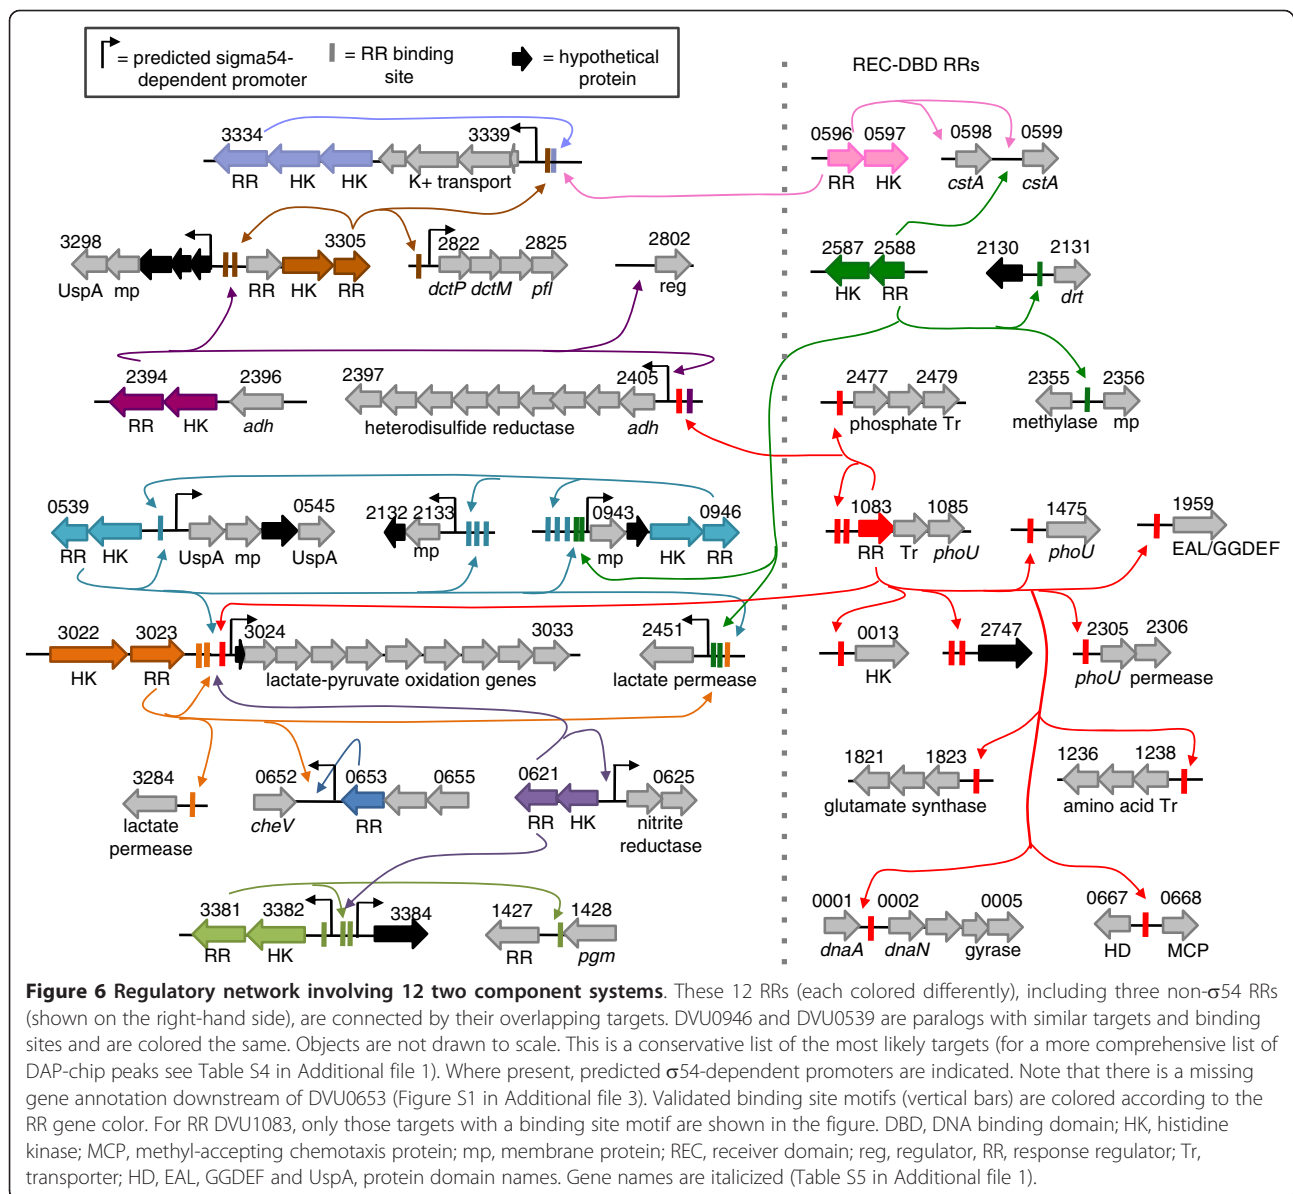 = predicted sigma54-
dependent promoter
= RR binding
site
= hypothetical
protein
REC-DBD RRs
3334 3339
RR HK HK K+ transport
0596 0597 0598 0599
RR HK cstA cstA
3298 3305 2822 2825 2802
UspA mp RR HK RR dctP dctM pfl reg
2587 2588 2130 2131
HK RR drt
2394 2396 2397 2405
RR HK adh heterodisulfide reductase adh
2477 2479 2355 2356
phosphate Tr methylase mp
0539 0545 2132 2133 0943 0946
RR HK UspA mp UspA mp mp HK RR
1083 1085 1475 1959
RR Tr phoU phoU EAL/GGDEF
3022 3023 3024 3033 2451
HK RR lactate-pyruvate oxidation genes lactate permease
0013 2747 2305 2306
HK phoU permease
3284 0652 0653 0655 0621 0625
lactate
permease
cheV RR RR HK nitrite
reductase
1821 1823 1236 1238
glutamate synthase amino acid Tr
3381 3382 3384 1427 1428
RR HK RR pgm
0001 0002 0005 0667 0668
dnaA dnaN gyrase HD MCP
Figure 6 Regulatory network involving 12 two component systems. These 12 RRs (each colored differently), including three non-σ54 RRs
(shown on the right-hand side), are connected by their overlapping targets. DVU0946 and DVU0539 are paralogs with similar targets and binding
sites and are colored the same. Objects are not drawn to scale. This is a conservative list of the most likely targets (for a more comprehensive list of
DAP-chip peaks see Table S4 in Additional file 1). Where present, predicted σ54-dependent promoters are indicated. Note that there is a missing
gene annotation downstream of DVU0653 (Figure S1 in Additional file 3). Validated binding site motifs (vertical bars) are colored according to the
RR gene color. For RR DVU1083, only those targets with a binding site motif are shown in the figure. DBD, DNA binding domain; HK, histidine
kinase; MCP, methyl-accepting chemotaxis protein; mp, membrane protein; REC, receiver domain; reg, regulator, RR, response regulator; Tr,
transporter; HD, EAL, GGDEF and UspA, protein domain names. Gene names are italicized (Table S5 in Additional file 1).